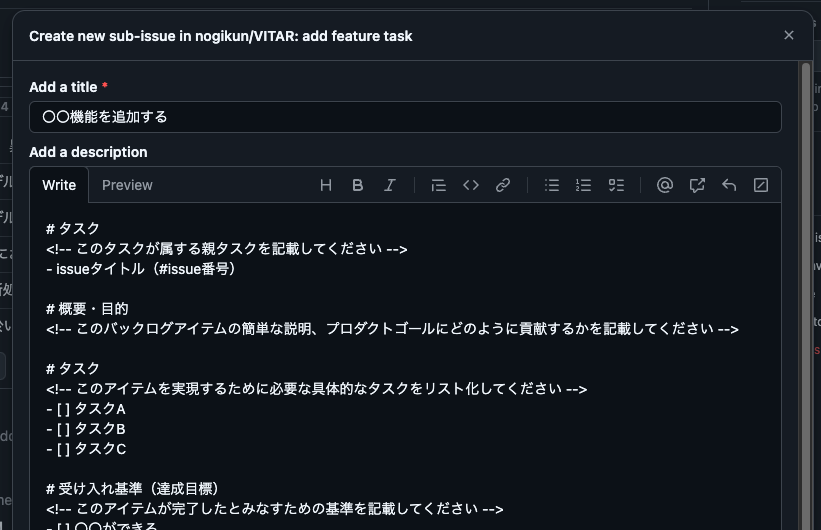 Create new sub-issue in nogikun/VITAR: add feature task
Add a title *
〇〇機能を追加する
Add a description
Write
Preview
# タスク
<!-- このタスクが属する親タスクを記載してください -->
- issueタイトル（#issue番号）
# 概要・目的
<!-- このバックログアイテムの簡単な説明、プロダクトゴールにどのように貢献するかを記載してください -->
# タスク
<!-- このアイテムを実現するために必要な具体的なタスクをリスト化してください -->
- [ ] タスクA
- [ ] タスクB
- [ ] タスクC
# 受け入れ基準（達成目標）
<!-- このアイテムが完了したとみなすための基準を記載してください -->
- [ ] 〇〇ができる